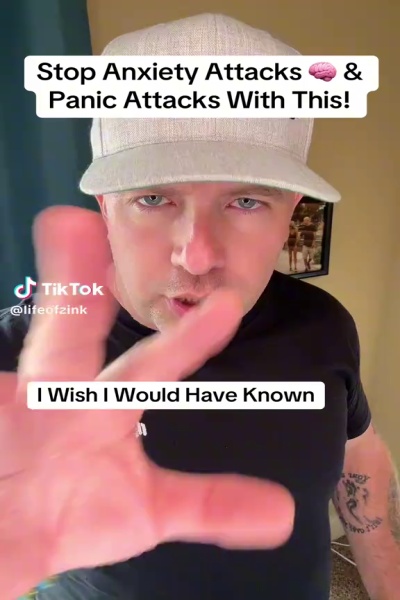 Stop Anxiety Attacks 🧠 &
Panic Attacks With This!
TikTok
@lifeofzink
I Wish I Would Have Known